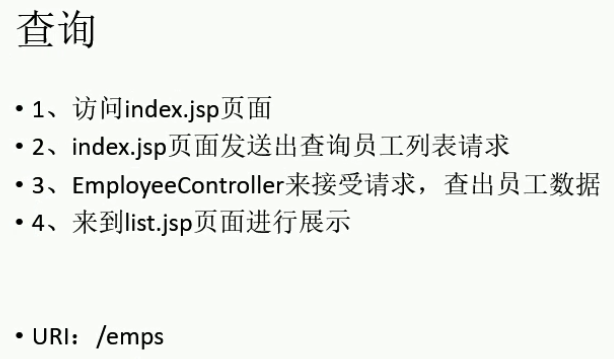 查询
• 1、访问index.jsp页面
• 2、index.jsp页面发送出查询员工列表请求
• 3、EmployeeController来接受请求，查出员工数据
• 4、来到list.jsp页面进行展示
• URI：/emps